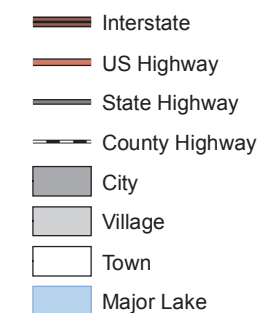 Interstate
US Highway
State Highway
County Highway
City
Village
Town
Major Lake